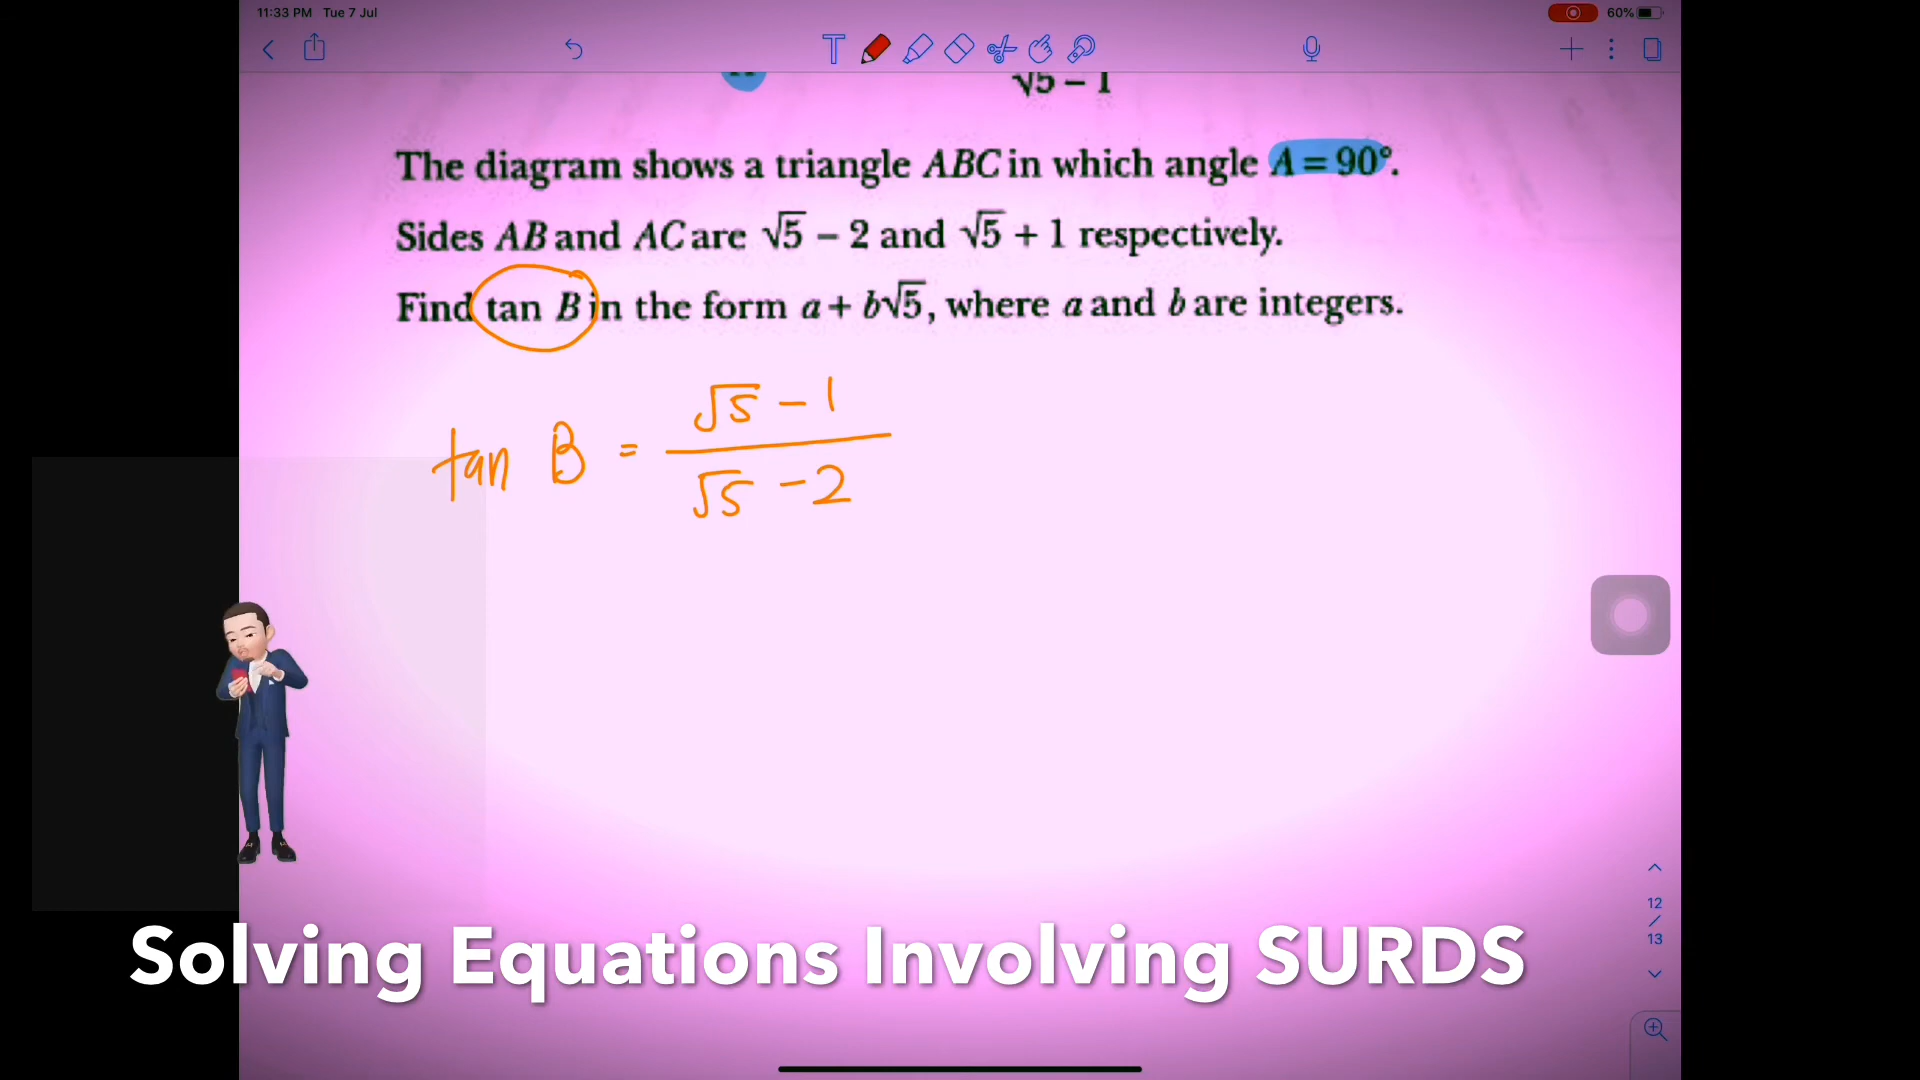 11:33 PM Tue 7 Jul
60%
√5 − 1
The diagram shows a triangle ABC in which angle A = 90°.
Sides AB and AC are √5 − 2 and √5 + 1 respectively.
Find tan B in the form a + b√5, where a and b are integers.
tan B = √5 − 1
√5 − 2
12
/
13
Solving Equations Involving SURDS